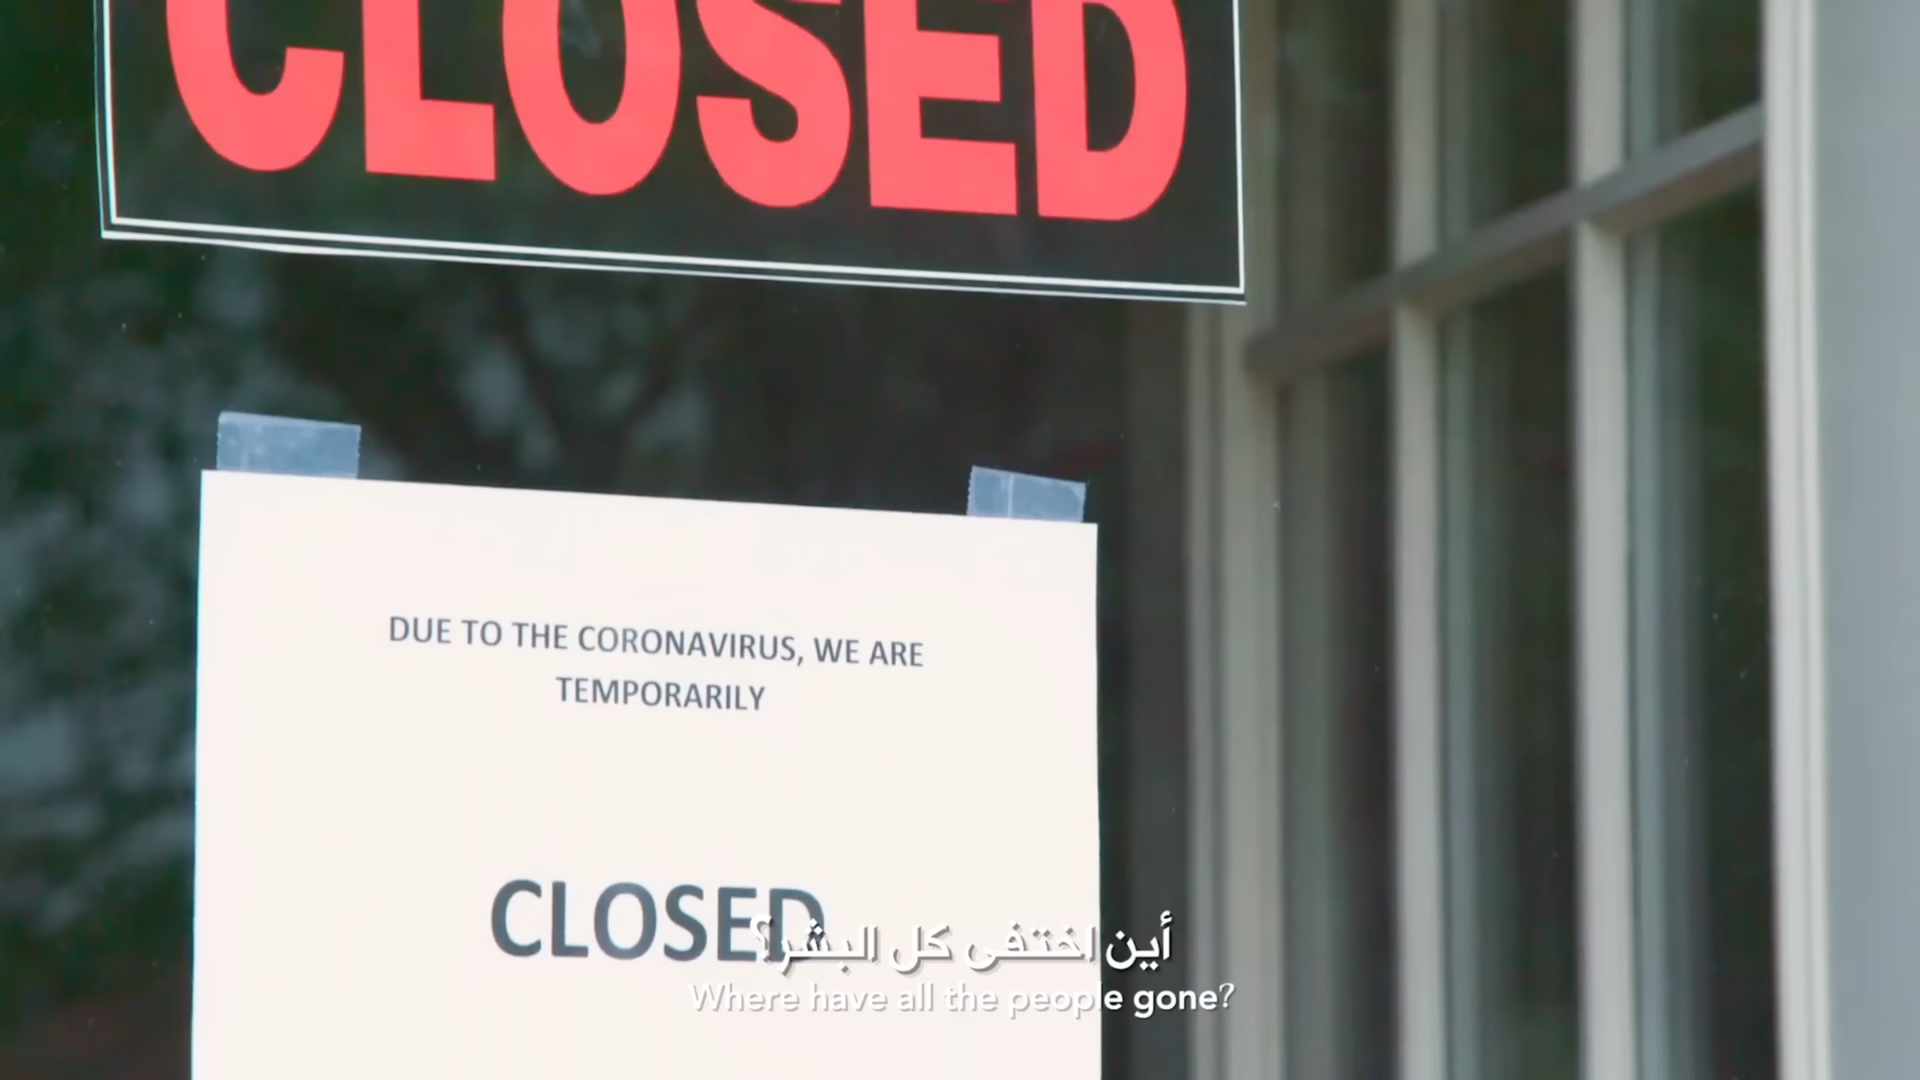 CLOSED
DUE TO THE CORONAVIRUS, WE ARE
TEMPORARILY
CLOSED
أين اختفى كل البشر؟
Where have all the people gone?